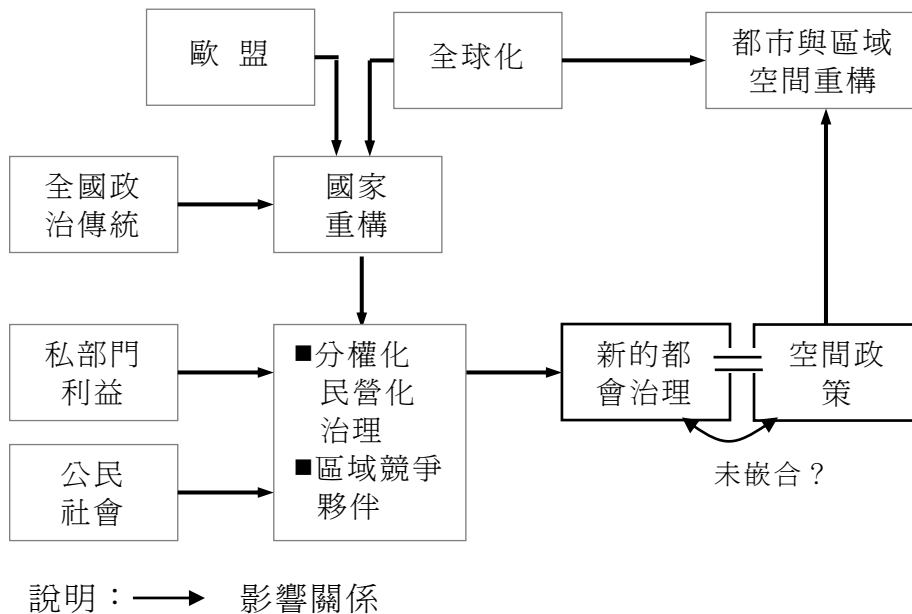 歐 盟
全球化
都市與區域
空間重構
全國政
治傳統
國家
重構
私部門
利益
■分權化
民營化
治理
■區域競爭
夥伴
新的都
會治理
空間政
策
公民
社會
未嵌合？
說明：
影響關係